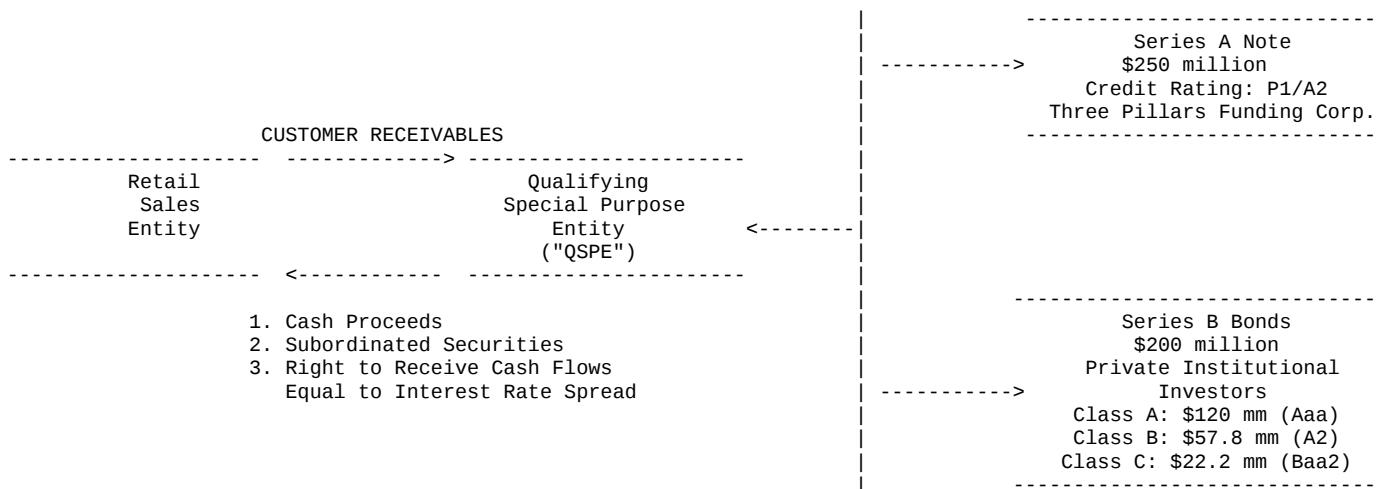 Series A Note
$250 million
Credit Rating: P1/A2
Three Pillars Funding Corp.
CUSTOMER RECEIVABLES
Retail
Sales
Entity
Qualifying
Special Purpose
Entity
("QSPE")
1. Cash Proceeds
2. Subordinated Securities
3. Right to Receive Cash Flows
Equal to Interest Rate Spread
Series B Bonds
$200 million
Private Institutional
Investors
Class A: $120 mm (Aaa)
Class B: $57.8 mm (A2)
Class C: $22.2 mm (Baa2)